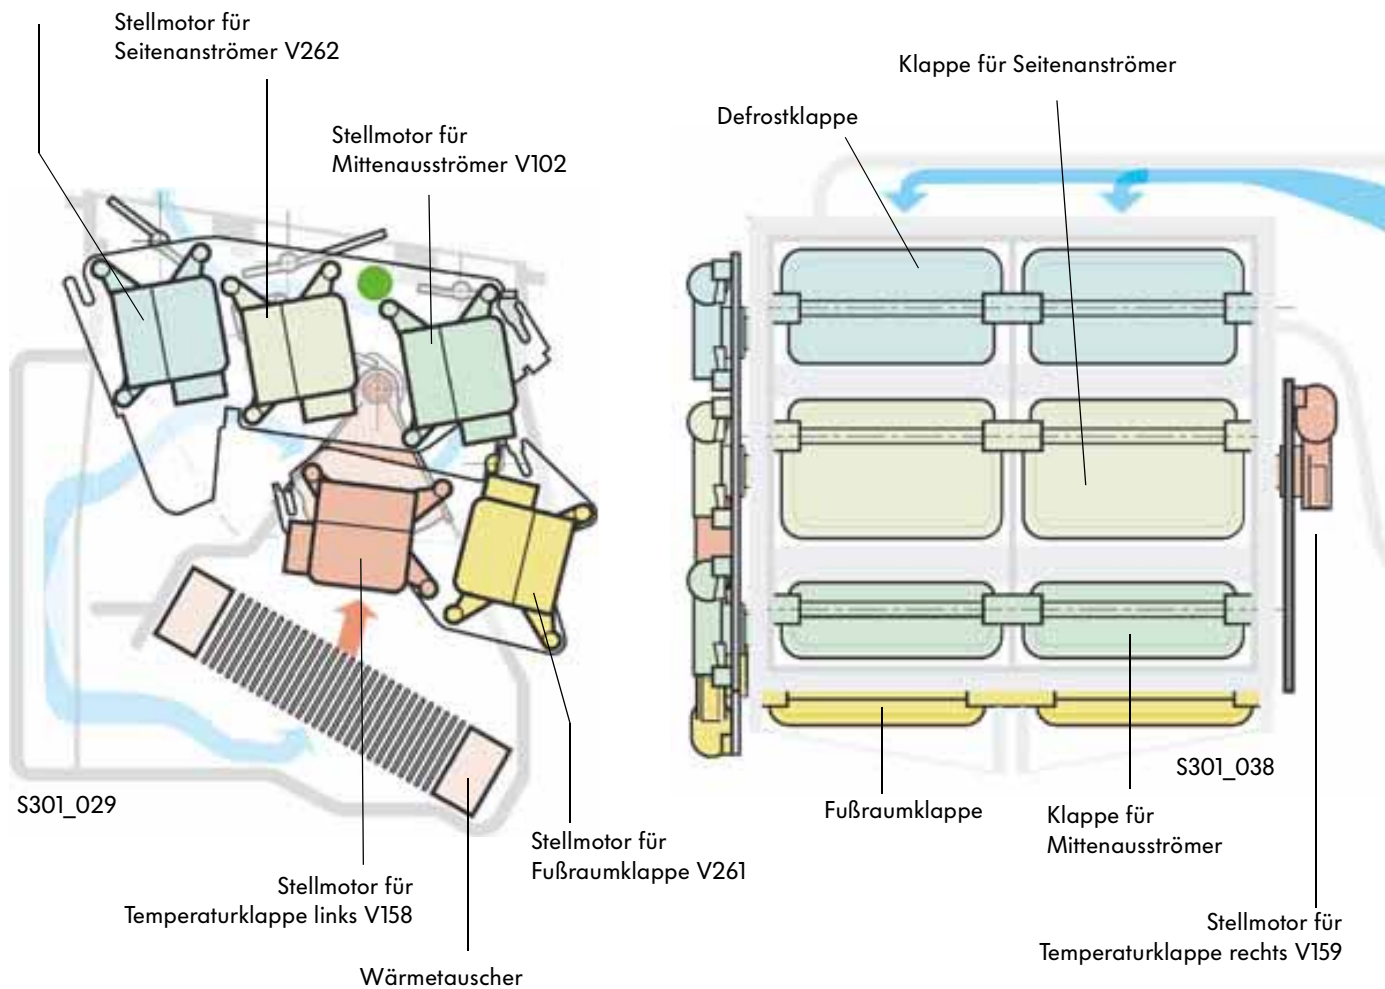 Stellmotor für
Seitenanströmer V262
Stellmotor für
Mittenausströmer V102
Klappe für Seitenanströmer
Defrostklappe
S301_029
S301_038
Fußraumklappe
Klappe für
Mittenausströmer
Stellmotor für
Fußraumklappe V261
Stellmotor für
Temperaturklappe links V158
Stellmotor für
Temperaturklappe rechts V159
Wärmetauscher